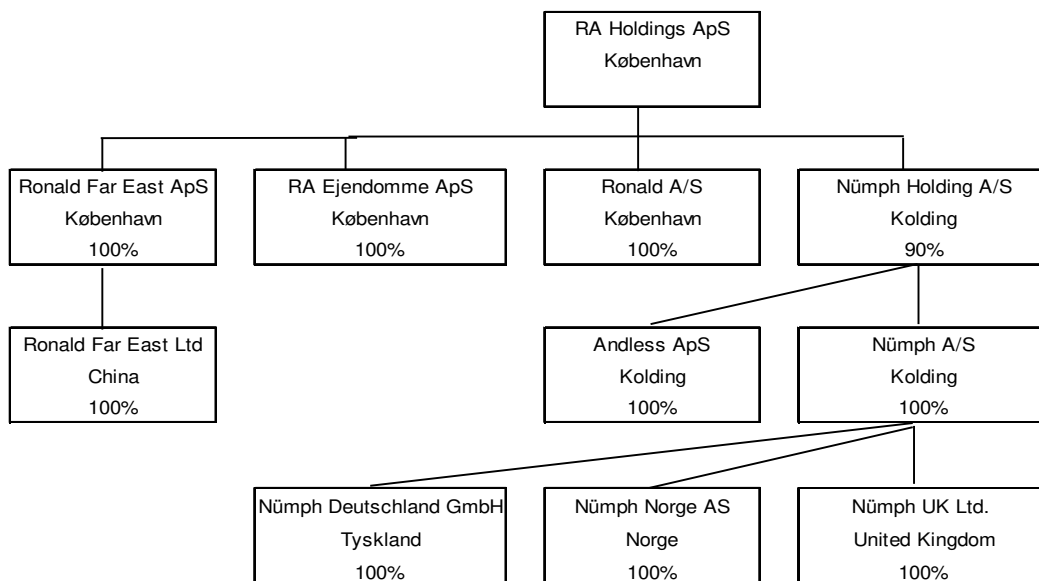 RA Holdings ApS
København
Ronald Far East ApS
København
100%
RA Ejendomme ApS
København
100%
Ronald A/S
København
100%
Nümph Holding A/S
Kolding
90%
Ronald Far East Ltd
China
100%
Andless ApS
Kolding
100%
Nümph A/S
Kolding
100%
Nümph Deutschland GmbH
Tyskland
100%
Nümph Norge AS
Norge
100%
Nümph UK Ltd.
United Kingdom
100%